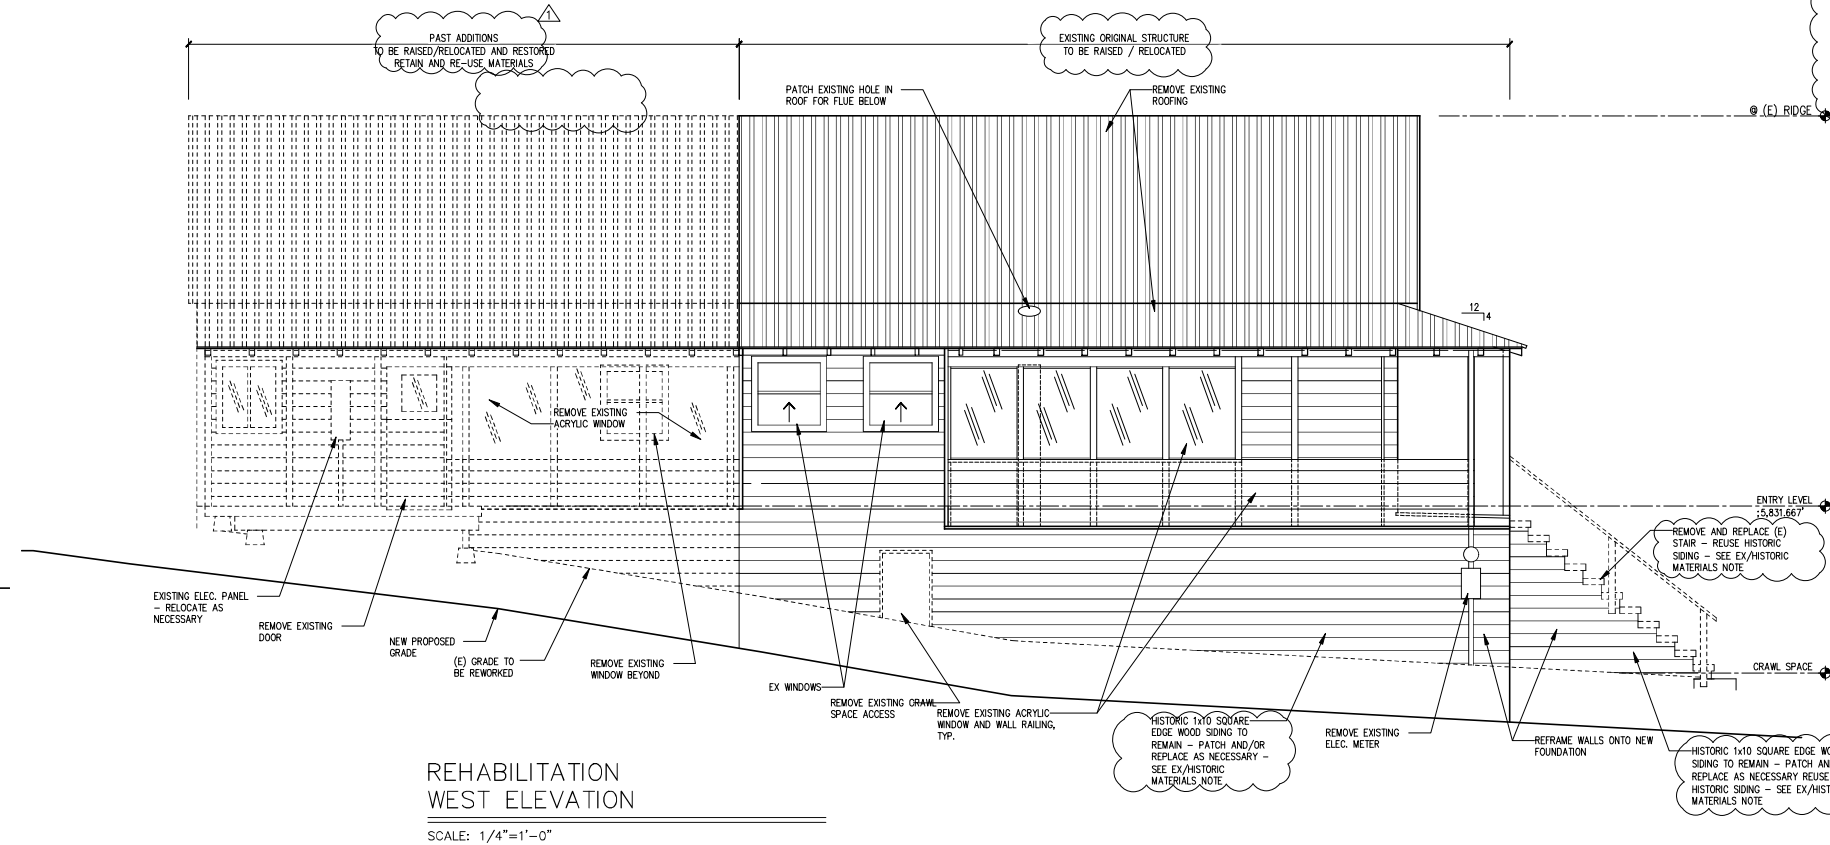 1
PAST ADDITIONS
TO BE RAISED/RELOCATED AND RESTORED
RETAIN AND RE-USE MATERIALS
EXISTING ORIGINAL STRUCTURE
TO BE RAISED / RELOCATED
PATCH EXISTING HOLE IN
ROOF FOR FLUE BELOW
REMOVE EXISTING
ROOFING
@ (E) RIDGE
12
4
REMOVE EXISTING
ACRYLIC WINDOW
ENTRY LEVEL
5,831.667'
REMOVE AND REPLACE (E)
STAIR - REUSE HISTORIC
SIDING - SEE EX/HISTORIC
MATERIALS NOTE
EXISTING ELEC. PANEL
- RELOCATE AS
NECESSARY
REMOVE EXISTING
DOOR
NEW PROPOSED
GRADE
(E) GRADE TO
BE REWORKED
REMOVE EXISTING
WINDOW BEYOND
EX WINDOWS
REMOVE EXISTING CRAWL
SPACE ACCESS
REMOVE EXISTING ACRYLIC
WINDOW AND WALL RAILING,
TYP.
CRAWL SPACE
HISTORIC 1x10 SQUARE
EDGE WOOD SIDING TO
REMAIN - PATCH AND/OR
REPLACE AS NECESSARY -
SEE EX/HISTORIC
MATERIALS NOTE
REMOVE EXISTING
ELEC. METER
REFRAME WALLS ONTO NEW
FOUNDATION
HISTORIC 1x10 SQUARE EDGE
SIDING TO REMAIN - PATCH
REPLACE AS NECESSARY REUSE
HISTORIC SIDING - SEE
MATERIALS NOTE
REHABILITATION
WEST ELEVATION
SCALE: 1/4"=1'-0"